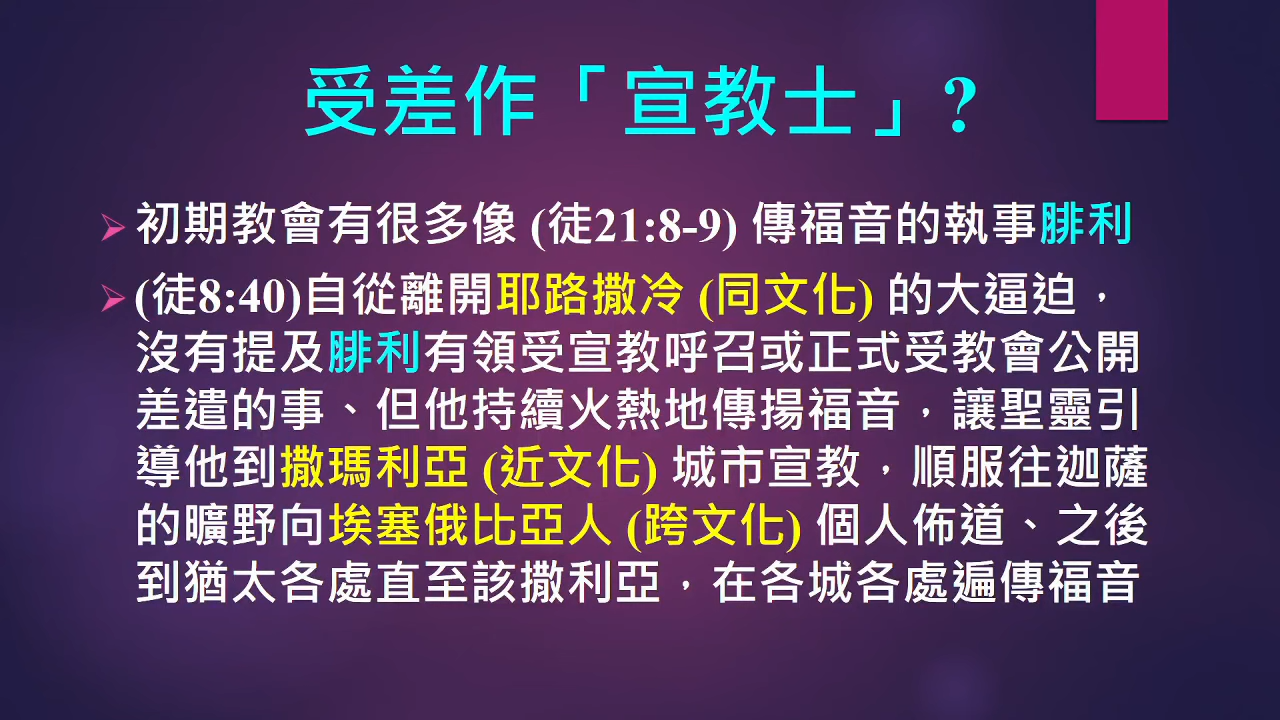 受差作「宣教士」?
初期教會有很多像 (徒21:8-9) 傳福音的執事腓利
(徒8:40)自從離開耶路撒冷 (同文化) 的大逼迫，
沒有提及腓利有領受宣教呼召或正式受教會公開
差遣的事、但他持續火熱地傳揚福音，讓聖靈引
導他到撒瑪利亞 (近文化) 城市宣教，順服往迦薩
的曠野向埃塞俄比亞人 (跨文化) 個人佈道、之後
到猶太各處直至該撒利亞，在各城各處遍傳福音